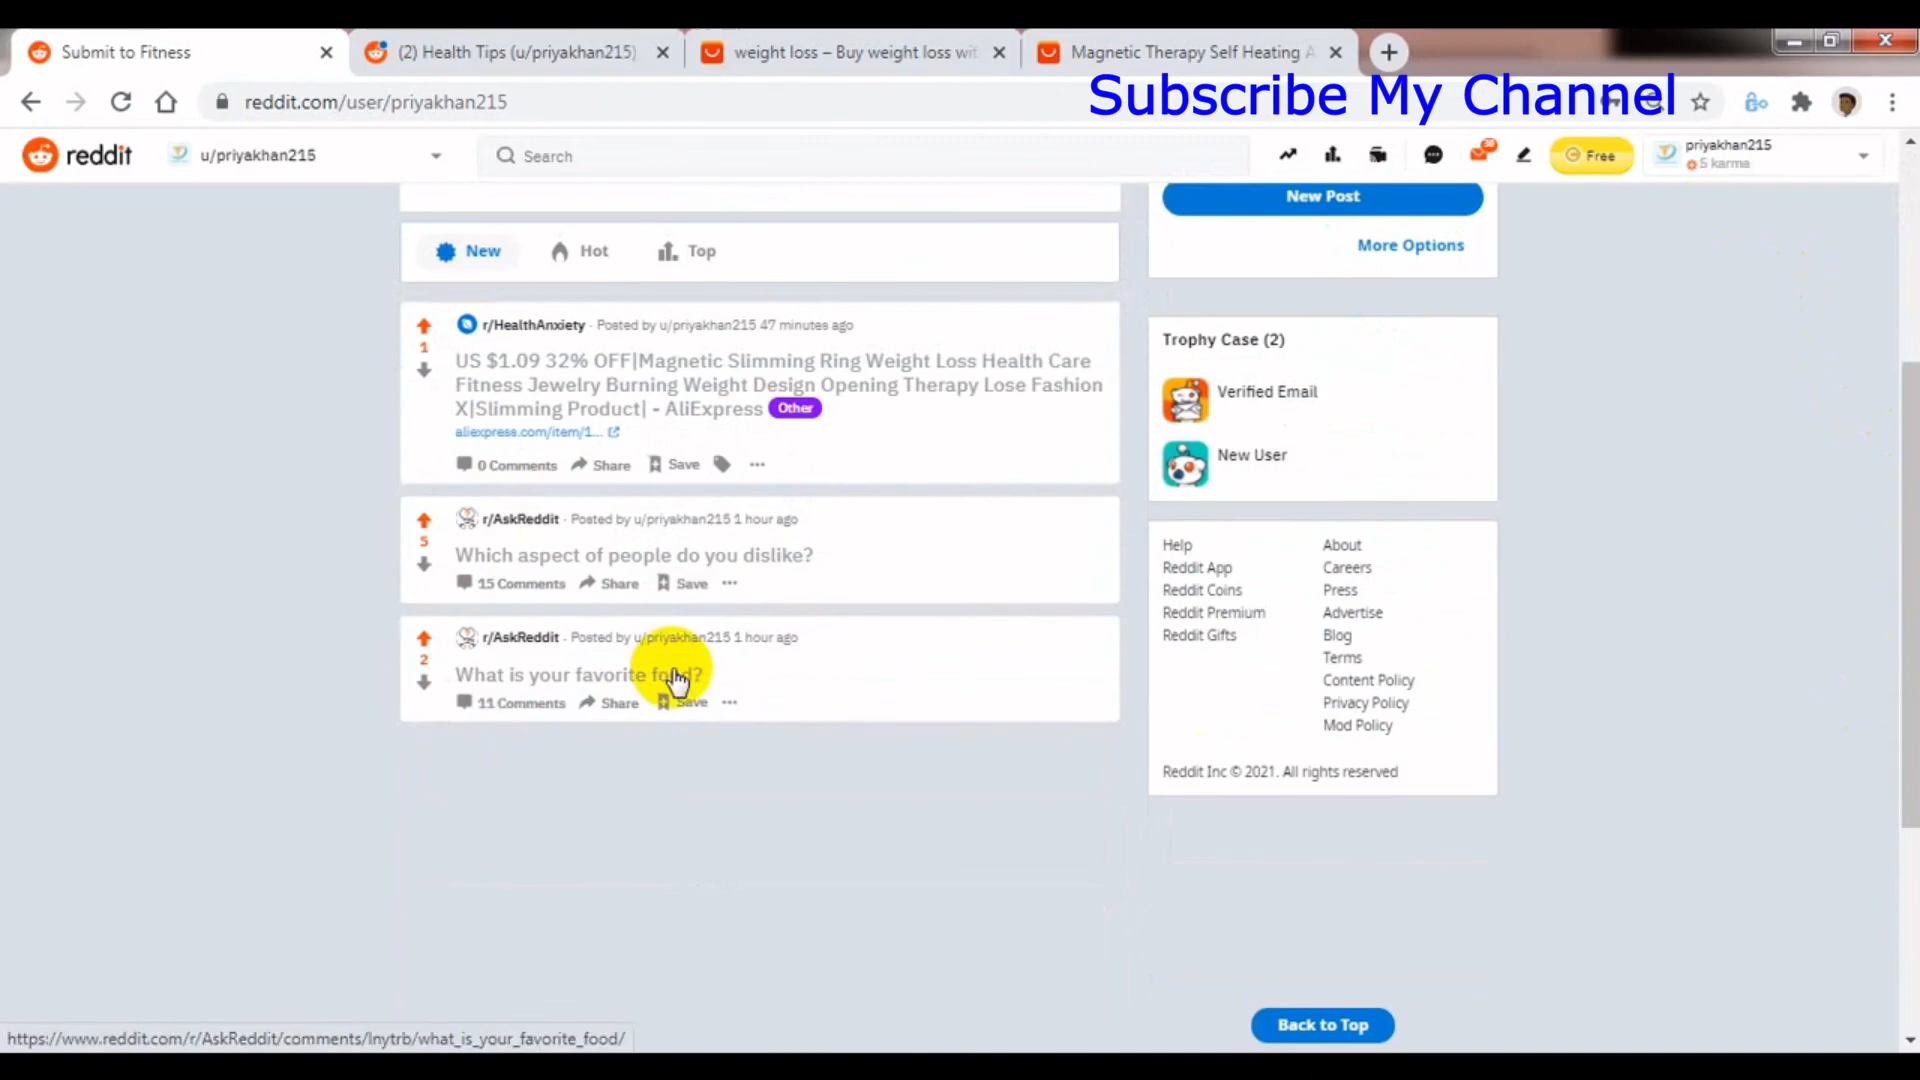 Submit to Fitness
(2) Health Tips (u/priyakhan215)
weight loss – Buy weight loss wit
Magnetic Therapy Self Heating A
reddit.com/user/priyakhan215
Subscribe My Channel
reddit
u/priyakhan215
Search
Free
priyakhan215
5 karma
New Post
More Options
New
Hot
Top
r/HealthAnxiety · Posted by u/priyakhan215 47 minutes ago
1
US $1.09 32% OFF|Magnetic Slimming Ring Weight Loss Health Care
Fitness Jewelry Burning Weight Design Opening Therapy Lose Fashion
X|Slimming Product| - AliExpress Other
aliexpress.com/item/1...
0 Comments Share Save
r/AskReddit · Posted by u/priyakhan215 1 hour ago
5
Which aspect of people do you dislike?
15 Comments Share Save
r/AskReddit · Posted by u/priyakhan215 1 hour ago
2
What is your favorite food?
11 Comments Share Save
Trophy Case (2)
Verified Email
New User
Help
About
Reddit App
Careers
Reddit Coins
Press
Reddit Premium
Advertise
Reddit Gifts
Blog
Terms
Content Policy
Privacy Policy
Mod Policy
Reddit Inc © 2021. All rights reserved
Back to Top
https://www.reddit.com/r/AskReddit/comments/lnytrb/what_is_your_favorite_food/